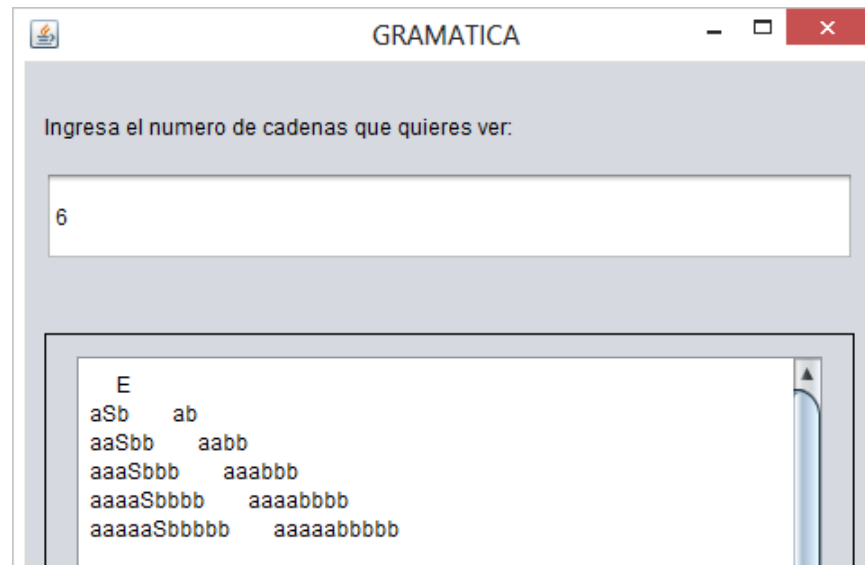 GRAMATICA
Ingresa el numero de cadenas que quieres ver:
6
E
aSb ab
aaSbb aabb
aaaSbbb aaabbb
aaaaSbbbb aaaabbbb
aaaaaSbbbbb aaaaabbbbb